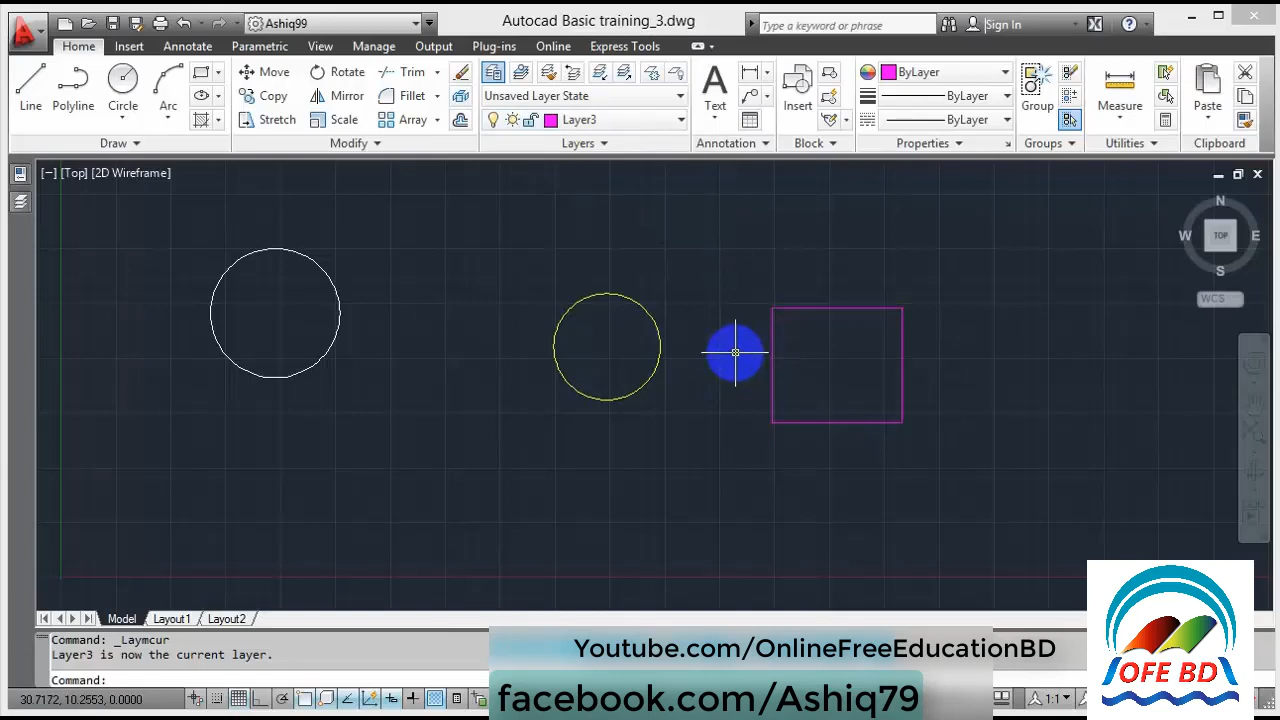 Ashiq99
Autocad Basic training_3.dwg
Type a keyword or phrase
Sign In
Home Insert Annotate Parametric View Manage Output Plug-ins Online Express Tools
Line Polyline Circle Arc
Move Rotate Trim
Copy Mirror Fillet
Stretch Scale Array
Unsaved Layer State
Layer3
Text
Insert
ByLayer
ByLayer
ByLayer
Group
Measure
Paste
Draw Modify Layers Annotation Block Properties Groups Utilities Clipboard
[−] [Top] [2D Wireframe]
N
W TOP E
S
WCS
Model Layout1 Layout2
Command: _Laymcur
Layer3 is now the current layer.
Command:
30.7172, 10.2553, 0.0000
1:1
Youtube.com/OnlineFreeEducationBD
facebook.com/Ashiq79
OFE BD